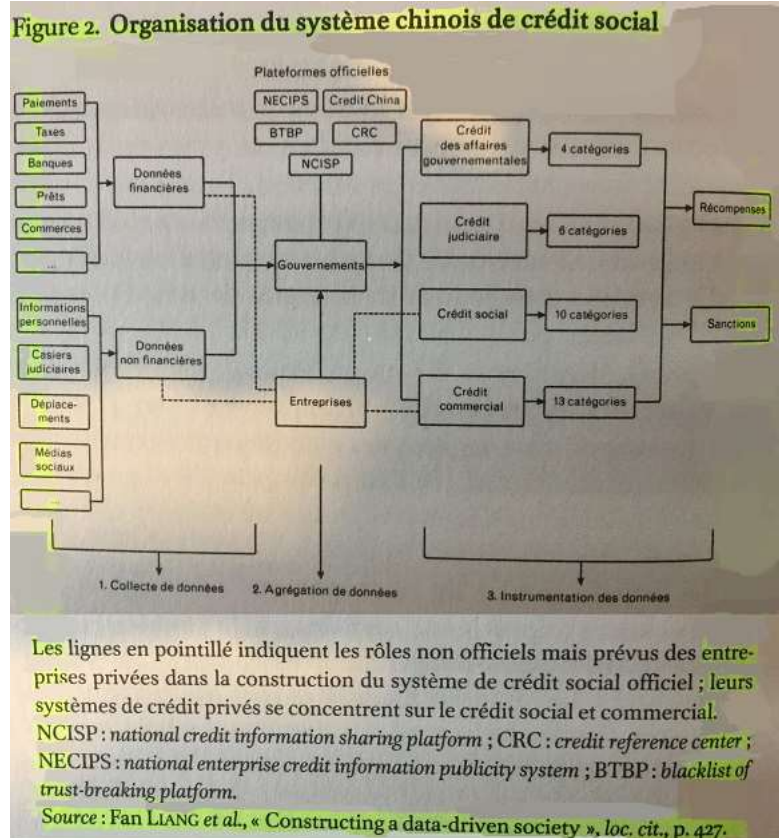 Figure 2. Organisation du système chinois de crédit social
Plateformes officielles
NECIPS
Credit China
BTBP
CRC
NCISP
Paiements
Taxes
Banques
Prêts
Commerces
...
Données
financières
Informations
personnelles
Casiers
judiciaires
Déplace-
ments
Médias
sociaux
...
Données
non financières
Gouvernements
Entreprises
Crédit
des affaires
gouvernementales
4 catégories
Crédit
judiciaire
6 catégories
Crédit social
10 catégories
Crédit
commercial
13 catégories
Récompenses
Sanctions
1. Collecte de données
2. Agrégation de données
3. Instrumentation des données
Les lignes en pointillé indiquent les rôles non officiels mais prévus des entre-
prises privées dans la construction du système de crédit social officiel ; leurs
systèmes de crédit privés se concentrent sur le crédit social et commercial.
NCISP : national credit information sharing platform ; CRC : credit reference center ;
NECIPS : national enterprise credit information publicity system ; BTBP : blacklist of
trust-breaking platform.
Source : Fan LIANG et al., « Constructing a data-driven society », loc. cit., p. 427.